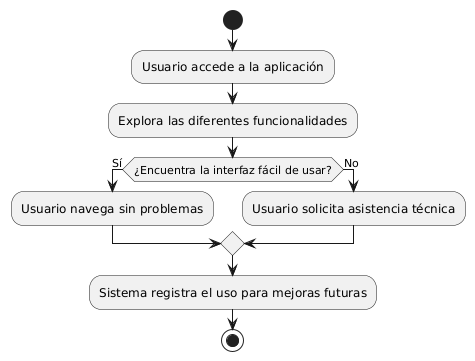 Usuario accede a la aplicación
Explora las diferentes funcionalidades
¿Encuentra la interfaz fácil de usar?
Sí
No
Usuario navega sin problemas
Usuario solicita asistencia técnica
Sistema registra el uso para mejoras futuras